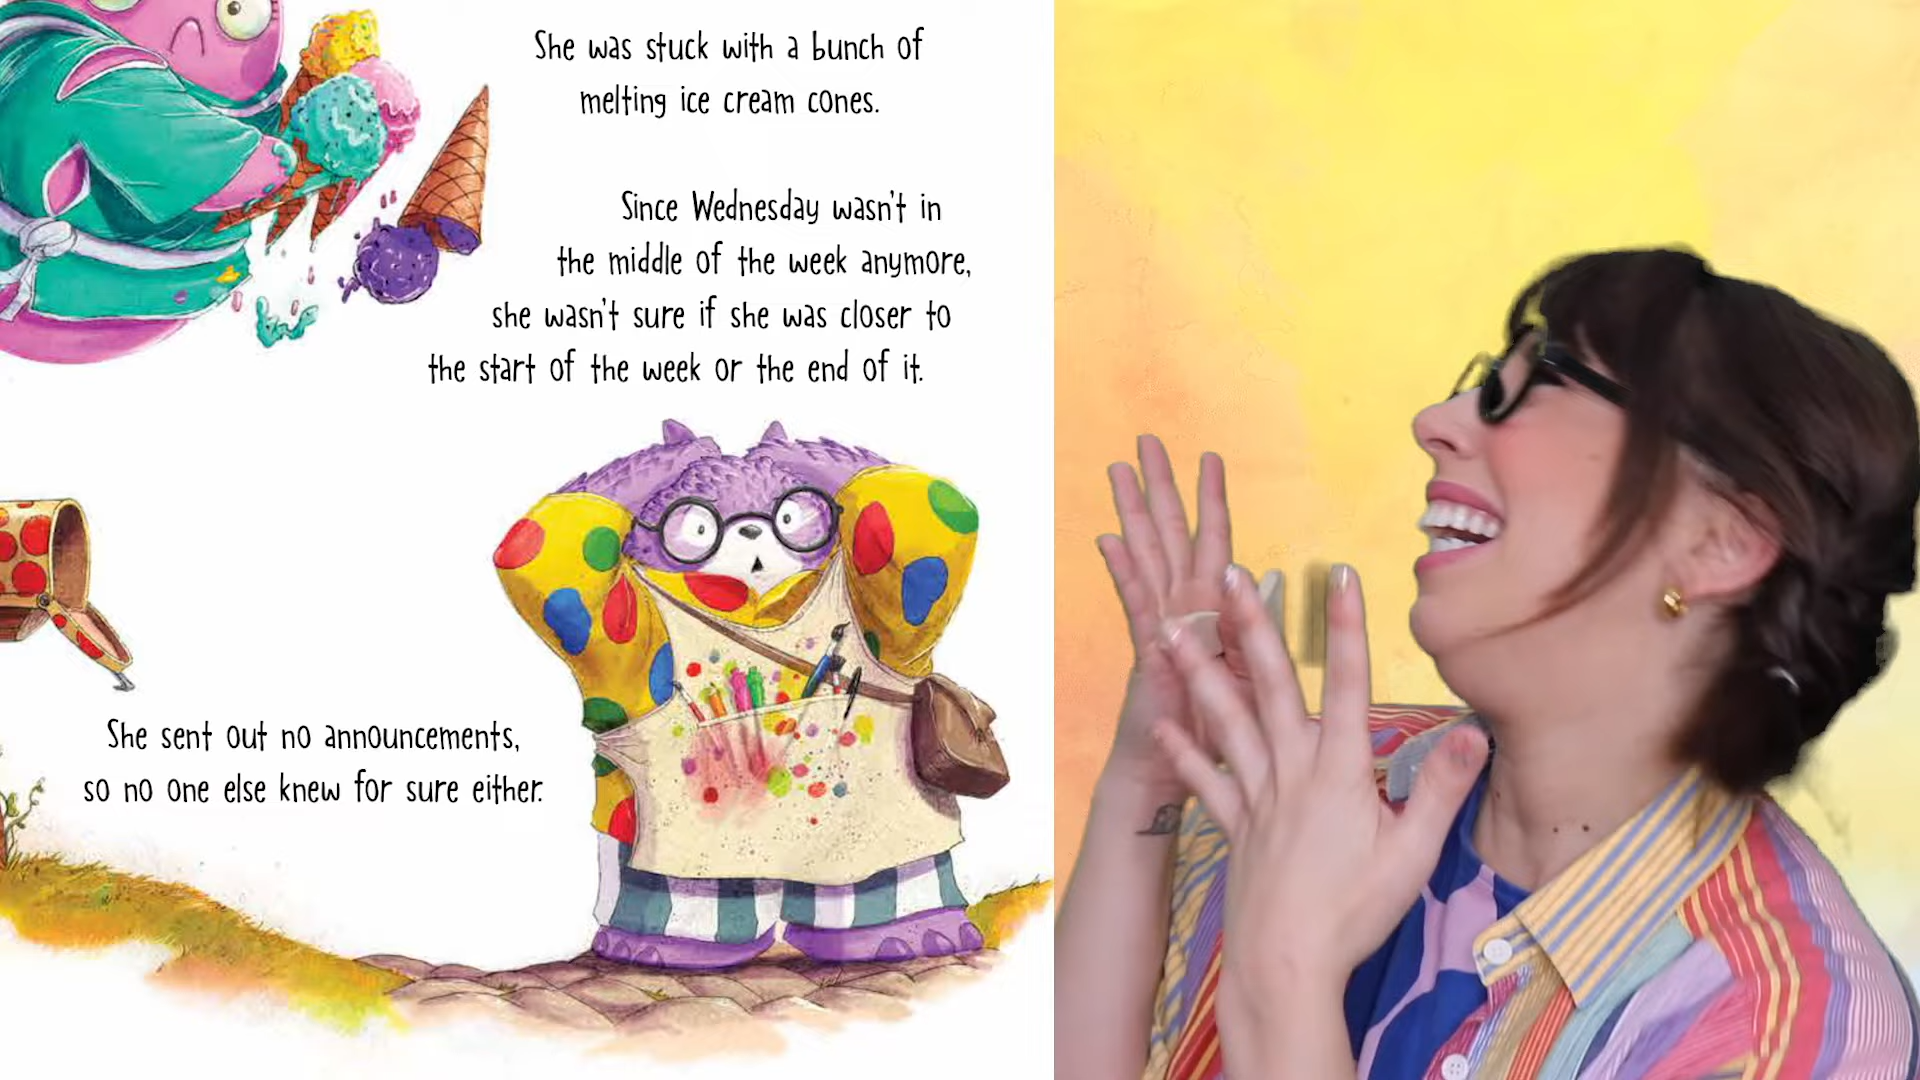 She was stuck with a bunch of
melting ice cream cones.
Since Wednesday wasn't in
the middle of the week anymore,
she wasn't sure if she was closer to
the start of the week or the end of it.
She sent out no announcements,
so no one else knew for sure either.